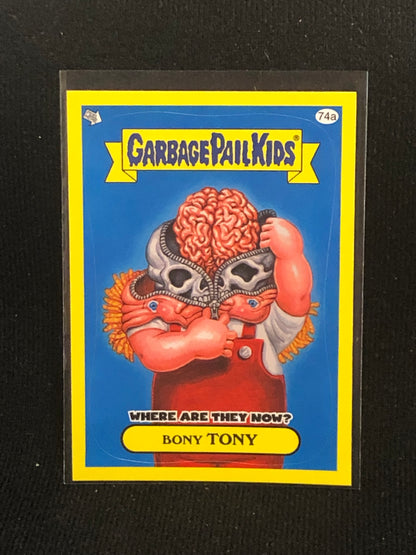 74a
GARBAGE PAIL KIDS®
WHERE ARE THEY NOW?
BONY TONY